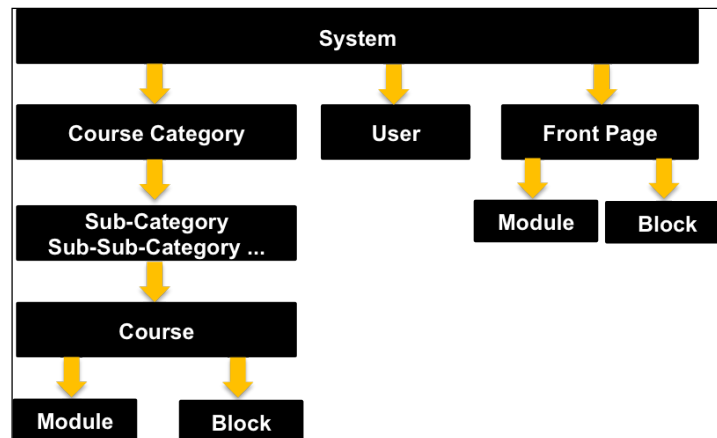 System
Course Category
User
Front Page
Sub-Category
Sub-Sub-Category ...
Module
Block
Course
Module
Block